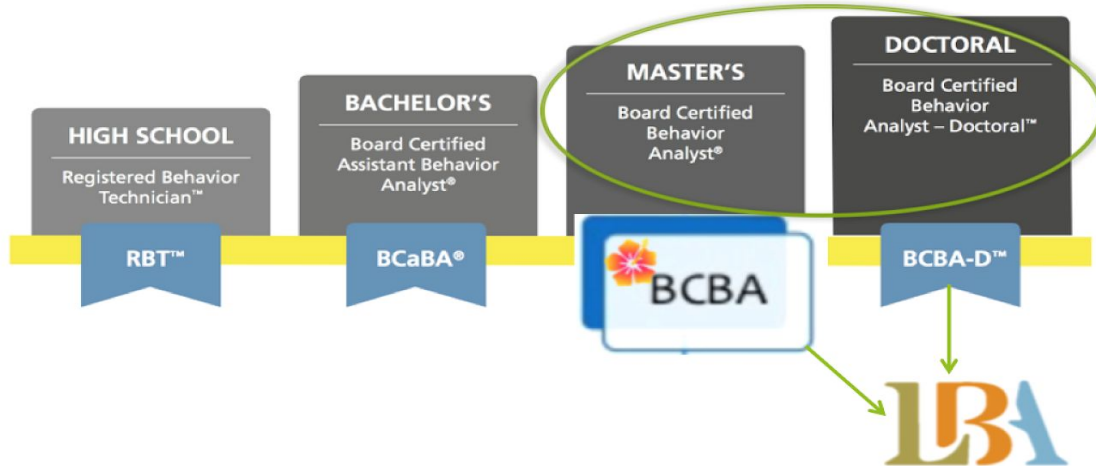 HIGH SCHOOL
Registered Behavior
Technician™
RBT™
BACHELOR'S
Board Certified
Assistant Behavior
Analyst®
BCaBA®
MASTER'S
Board Certified
Behavior
Analyst®
BCBA
DOCTORAL
Board Certified
Behavior
Analyst – Doctoral™
BCBA-D™
LBA